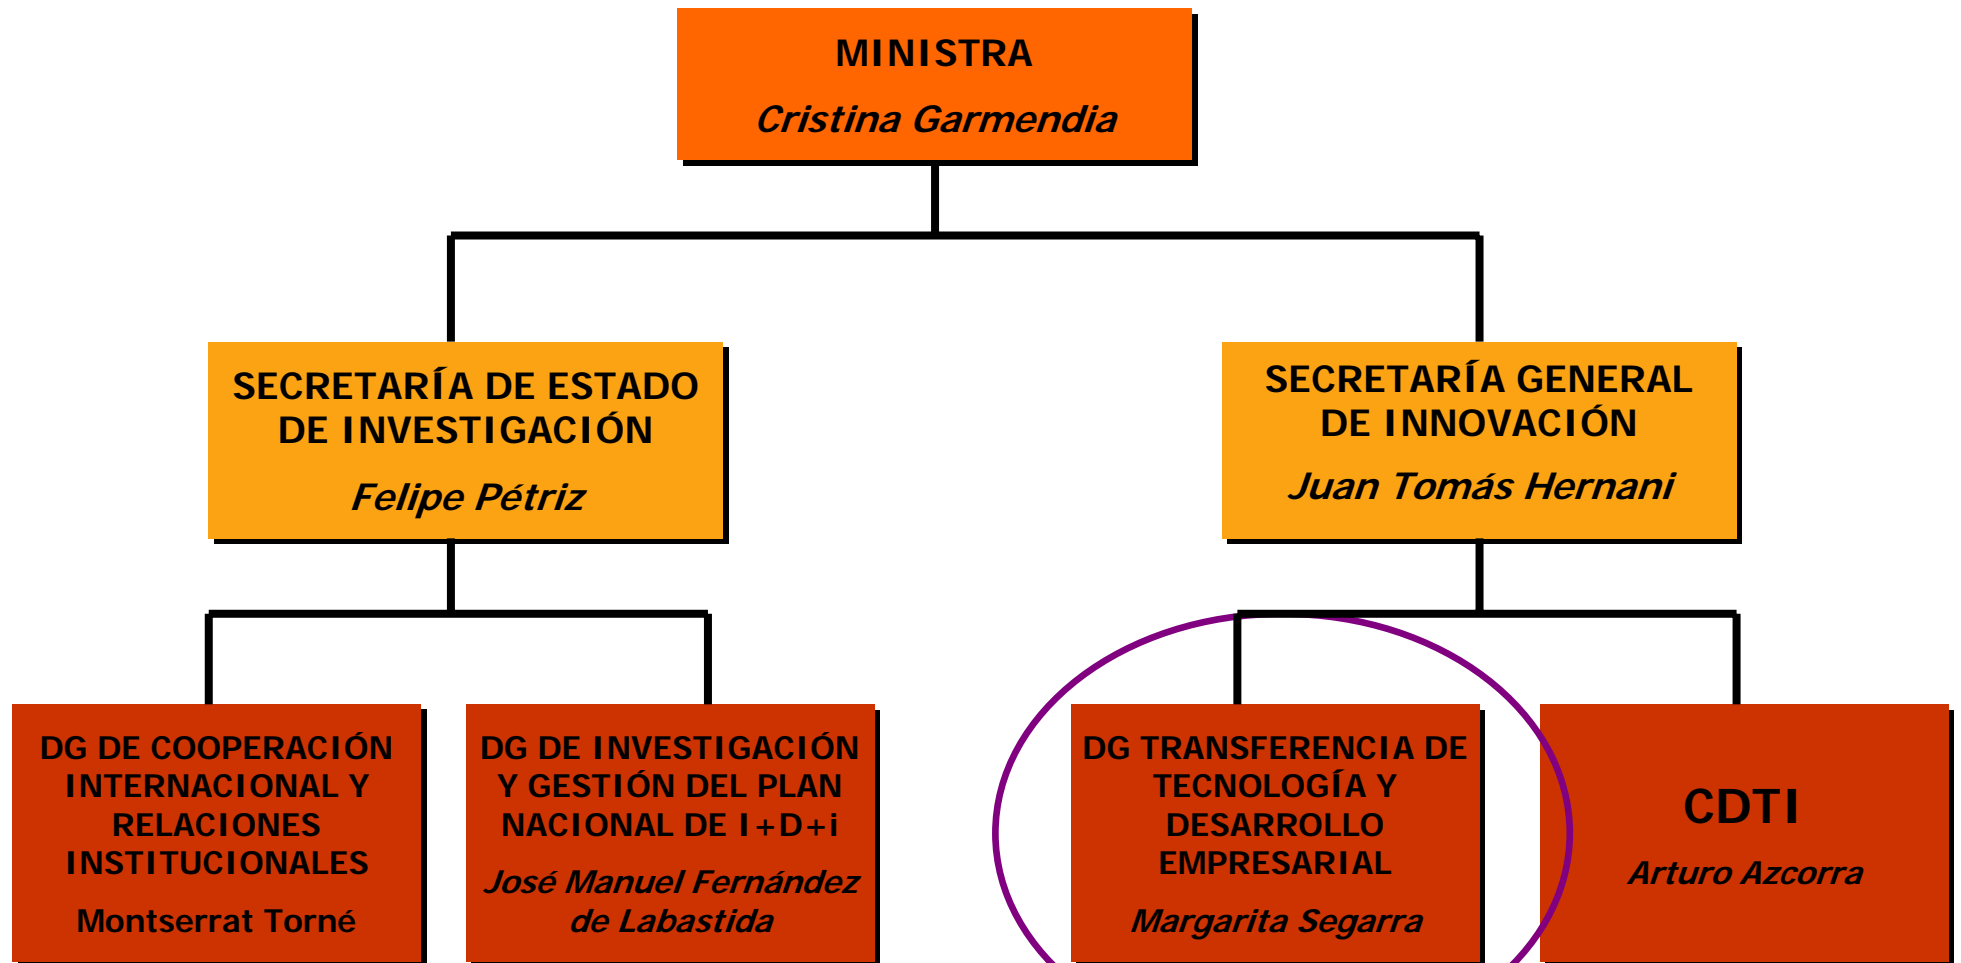 MINISTRA
Cristina Garmendia
SECRETARÍA DE ESTADO
DE INVESTIGACIÓN
Felipe Pétriz
SECRETARÍA GENERAL
DE INNOVACIÓN
Juan Tomás Hernani
DG DE COOPERACIÓN
INTERNACIONAL Y
RELACIONES
INSTITUCIONALES
Montserrat Torné
DG DE INVESTIGACIÓN
Y GESTIÓN DEL PLAN
NACIONAL DE I+D+i
José Manuel Fernández
de Labastida
DG TRANSFERENCIA DE
TECNOLOGÍA Y
DESARROLLO
EMPRESARIAL
Margarita Segarra
CDTI
Arturo Azcorra